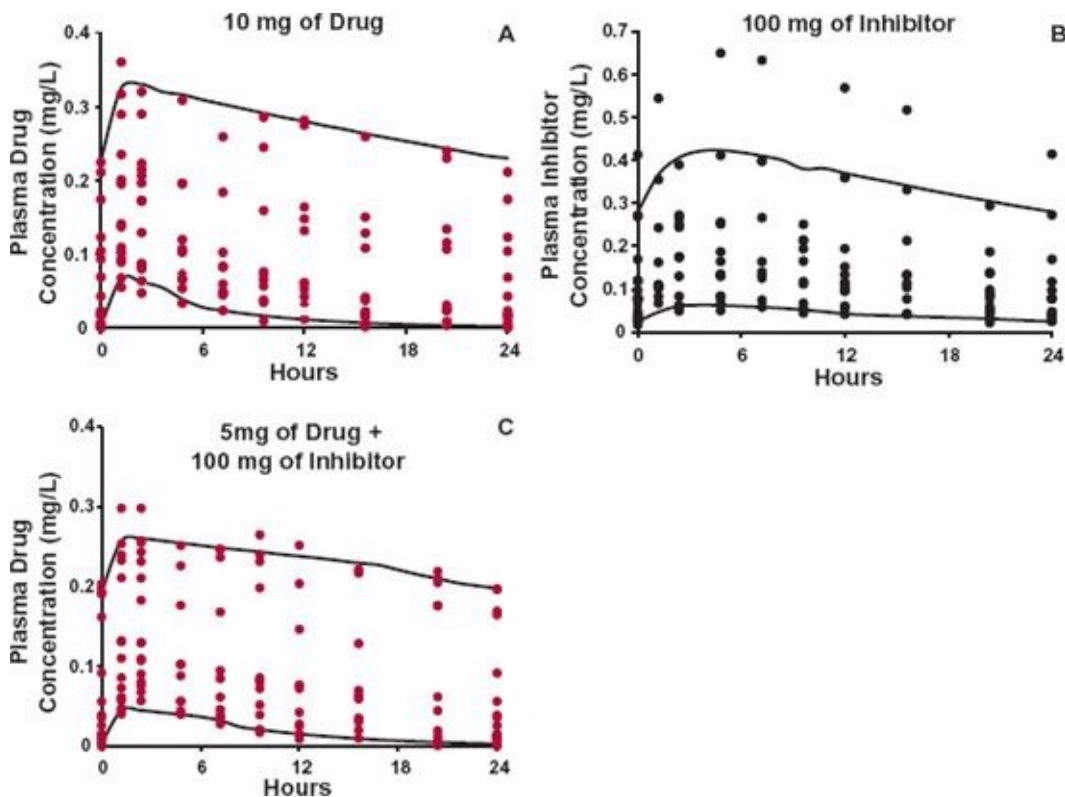 10 mg of Drug
A
Plasma Drug
Concentration (mg/L)
0.4
0.3
0.2
0.1
0
0 6 12 18 24
Hours
100 mg of Inhibitor
B
Plasma Inhibitor
Concentration (mg/L)
0.7
0.6
0.5
0.4
0.3
0.2
0.1
0
0 6 12 18 24
Hours
5mg of Drug +
100 mg of Inhibitor
C
Plasma Drug
Concentration (mg/L)
0.4
0.3
0.2
0.1
0
0 6 12 18 24
Hours